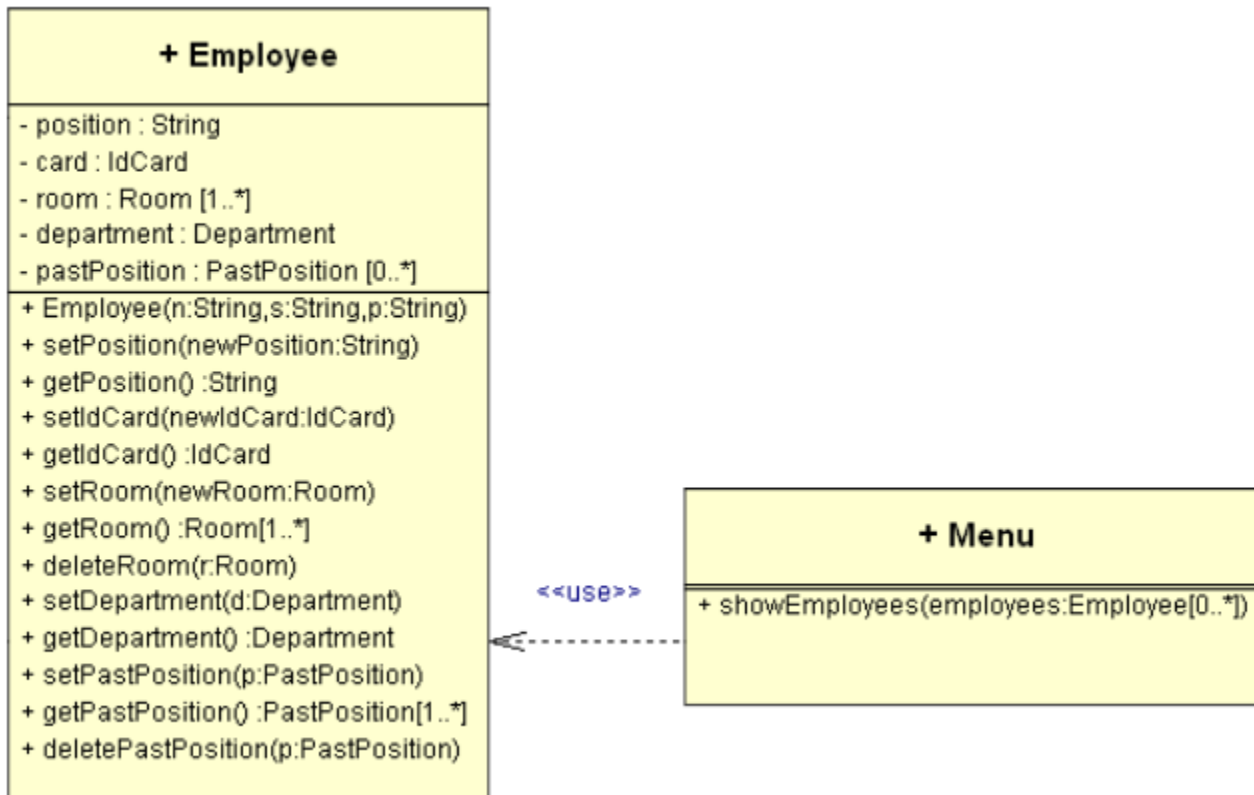 + Employee
- position : String
- card : IdCard
- room : Room [1..*]
- department : Department
- pastPosition : PastPosition [0..*]
+ Employee(n:String,s:String,p:String)
+ setPosition(newPosition:String)
+ getPosition() :String
+ setIdCard(newIdCard:IdCard)
+ getIdCard() :IdCard
+ setRoom(newRoom:Room)
+ getRoom() :Room[1..*]
+ deleteRoom(r:Room)
+ setDepartment(d:Department)
+ getDepartment() :Department
+ setPastPosition(p:PastPosition)
+ getPastPosition() :PastPosition[1..*]
+ deletePastPosition(p:PastPosition)
<<use>>
+ Menu
+ showEmployees(employees:Employee[0..*])